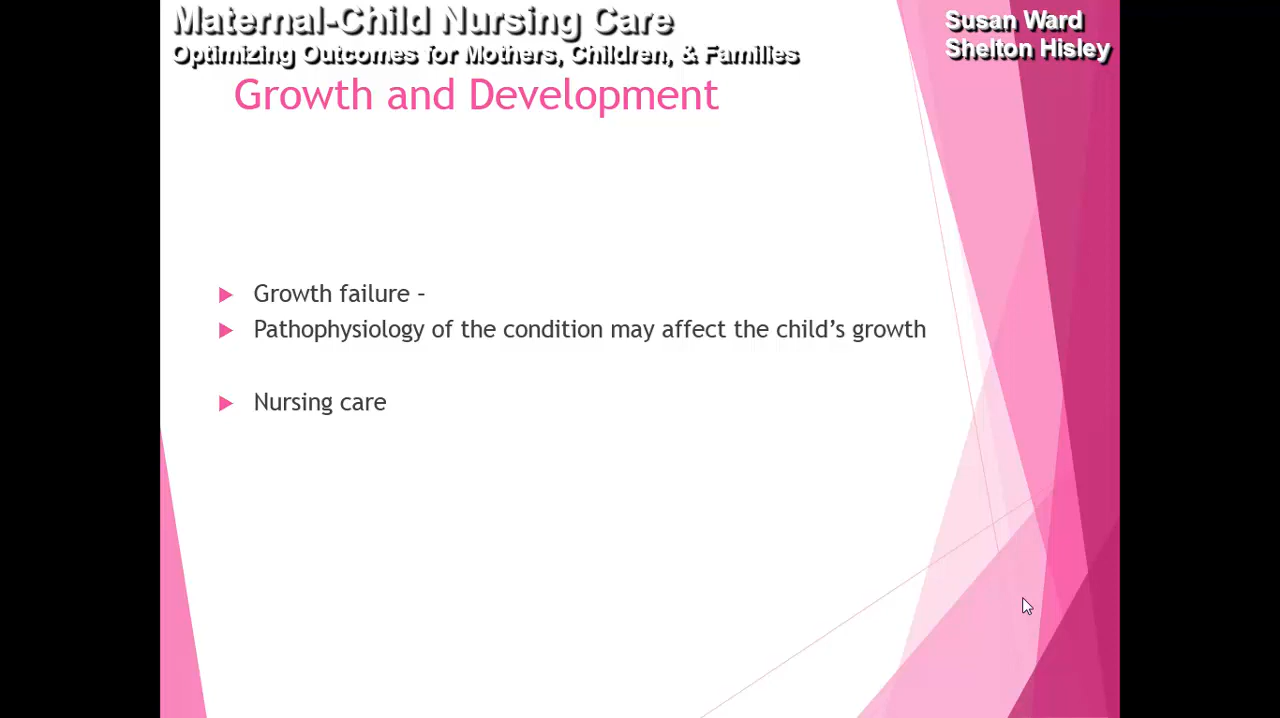 Maternal-Child Nursing Care
Optimizing Outcomes for Mothers, Children, & Families
Susan Ward
Shelton Hisley
Growth and Development
Growth failure –
Pathophysiology of the condition may affect the child’s growth
Nursing care